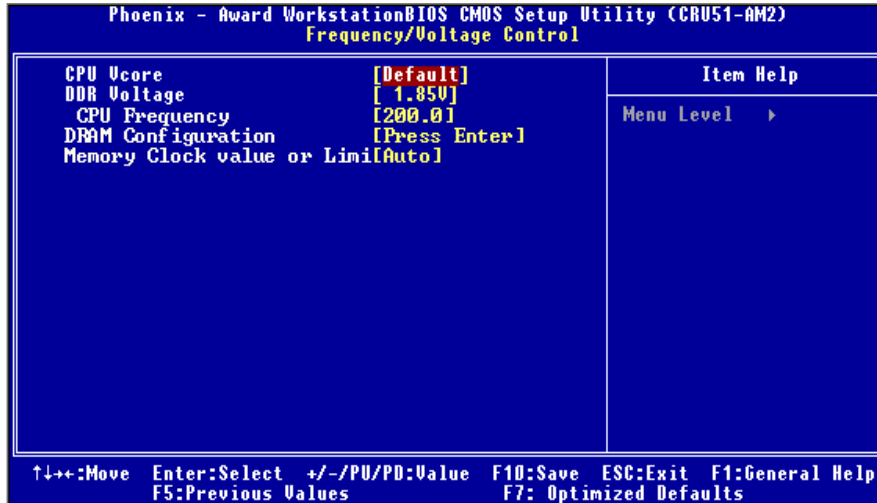 Phoenix - Award WorkstationBIOS CMOS Setup Utility (CRU51-AM2)
Frequency/Voltage Control
CPU Vcore [Default]
DDR Voltage [ 1.85V]
CPU Frequency [200.0]
DRAM Configuration [Press Enter]
Memory Clock value or Limi[Auto]
Item Help
Menu Level ▸
↑↓→←:Move Enter:Select +/-/PU/PD:Value F10:Save ESC:Exit F1:General Help
F5:Previous Values F7: Optimized Defaults